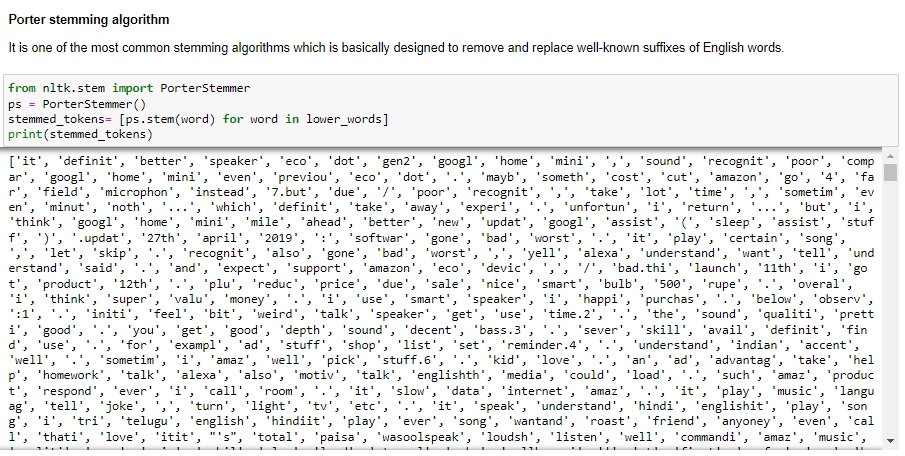 Porter stemming algorithm
It is one of the most common stemming algorithms which is basically designed to remove and replace well-known suffixes of English words.
from nltk.stem import PorterStemmer
ps = PorterStemmer()
stemmed_tokens= [ps.stem(word) for word in lower_words]
print(stemmed_tokens)
['it', 'definit', 'better', 'speaker', 'eco', 'dot', 'gen2', 'googl', 'home', 'mini', ',', 'sound', 'recognit', 'poor', 'comp
ar', 'googl', 'home', 'mini', 'even', 'previou', 'eco', 'dot', '.', 'mayb', 'someth', 'cost', 'cut', 'amazon', 'go', '4', 'fa
r', 'field', 'microphon', 'instead', '7.but', 'due', '/', 'poor', 'recognit', ',', 'take', 'lot', 'time', ',', 'sometim', 'ev
en', 'minut', 'noth', '...', 'which', 'definit', 'take', 'away', 'experi', '.', 'unfortun', 'i', 'return', '...', 'but', 'i',
'think', 'googl', 'home', 'mini', 'mile', 'ahead', 'better', 'new', 'updat', 'googl', 'assist', '(', 'sleep', 'assist', 'stuf
f', ')', '.updat', '27th', 'april', '2019', ':', 'softwar', 'gone', 'bad', 'worst', '.', 'it', 'play', 'certain', 'song',
',', 'let', 'skip', '.', 'recognit', 'also', 'gone', 'bad', 'worst', ',', 'yell', 'alexa', 'understand', 'want', 'tell', 'und
erstand', 'said', '.', 'and', 'expect', 'support', 'amazon', 'eco', 'devic', '.', '/', 'bad.thi', 'launch', '11th', 'i', 'go
t', 'product', '12th', '.', 'plu', 'reduc', 'price', 'due', 'sale', 'nice', 'smart', 'bulb', '500', 'rupe', '..', 'overal',
'i', 'think', 'super', 'valu', 'money', '.', 'i', 'use', 'smart', 'speaker', 'i', 'happi', 'purchas', '.', 'below', 'observ',
':1', '.', 'initi', 'feel', 'bit', 'weird', 'talk', 'speaker', 'get', 'use', 'time.2', '.', 'the', 'sound', 'qualiti', 'prett
i', 'good', '.', 'you', 'get', 'good', 'depth', 'sound', 'decent', 'bass.3', '.', 'sever', 'skill', 'avail', 'definit', 'fin
d', 'use', '.', 'for', 'exampl', 'ad', 'stuff', 'shop', 'list', 'set', 'reminder.4', '.', 'understand', 'indian', 'accent',
'well', '.', 'sometim', 'i', 'amaz', 'well', 'pick', 'stuff.6', '.', 'kid', 'love', '.', 'an', 'ad', 'advantag', 'take', 'hel
p', 'homework', 'talk', 'alexa', 'also', 'motiv', 'talk', 'englishth', 'media', 'could', 'load', '.', 'such', 'amaz', 'produc
t', 'respond', 'ever', 'i', 'call', 'room', '.', 'it', 'slow', 'data', 'internet', 'amaz', '.', 'it', 'play', 'music', 'langu
ag', 'tell', 'joke', ',', 'turn', 'light', 'tv', 'etc', '.', 'it', 'speak', 'understand', 'hindi', 'englishit', 'play', 'son
g', 'i', 'tri', 'telugu', 'english', 'hindiit', 'play', 'ever', 'song', 'wantand', 'roast', 'friend', 'anyoney', 'even', 'cal
l', 'thati', 'love', 'itit', "'s", 'total', 'paisa', 'wasoolspeak', 'loudsh', 'listen', 'well', 'commandi', 'amaz', 'music',